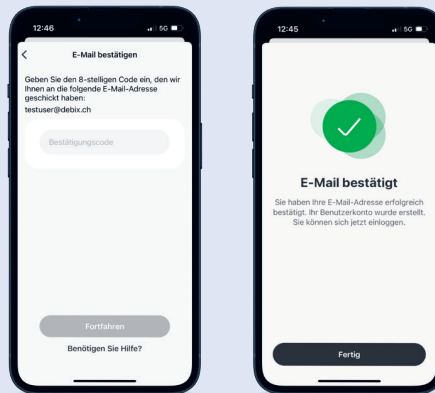 12:46
5G
E-Mail bestätigen
Geben Sie den 8-stelligen Code ein, den wir
Ihnen an die folgende E-Mail-Adresse
geschickt haben:
testuser@debix.ch
Bestätigungscode
Fortfahren
Benötigen Sie Hilfe?
12:45
5G
E-Mail bestätigt
Sie haben Ihre E-Mail-Adresse erfolgreich
bestätigt. Ihr Benutzerkonto wurde erstellt.
Sie können sich jetzt einloggen.
Fertig